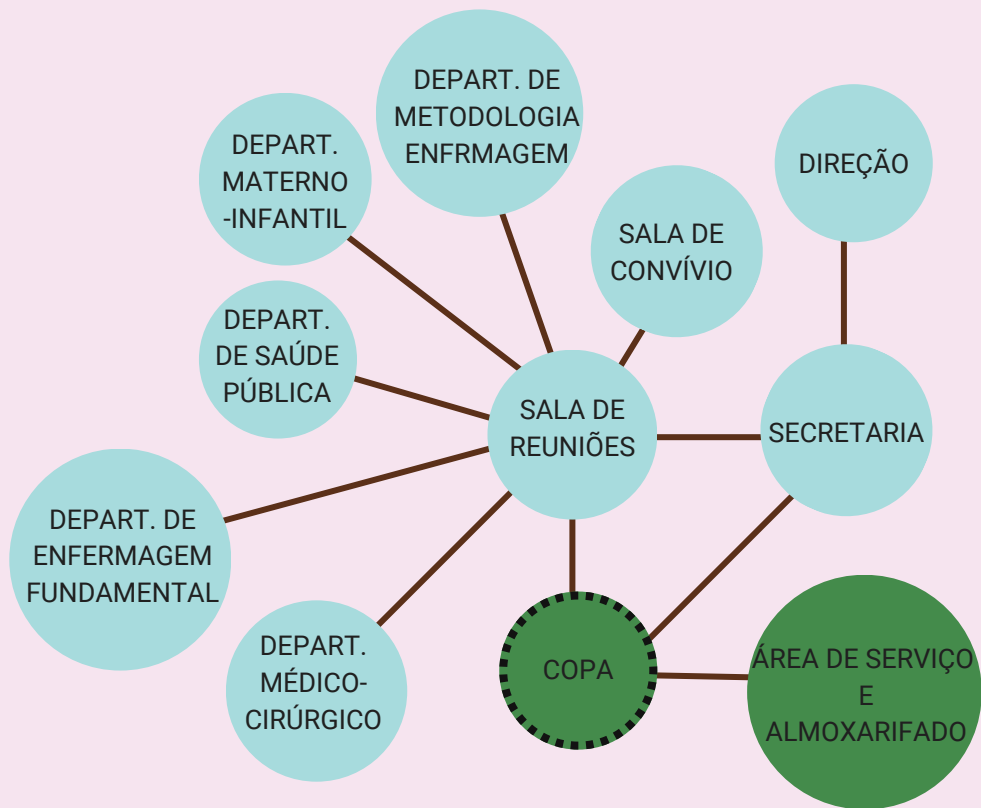 DEPART. DE
METODOLOGIA
ENFRMAGEM
DEPART.
MATERNO
-INFANTIL
DIREÇÃO
SALA DE
CONVÍVIO
DEPART.
DE SAÚDE
PÚBLICA
SALA DE
REUNIÕES
SECRETARIA
DEPART. DE
ENFERMAGEM
FUNDAMENTAL
DEPART.
MÉDICO-
CIRÚRGICO
COPA
ÁREA DE SERVIÇO
E
ALMOXARIFADO